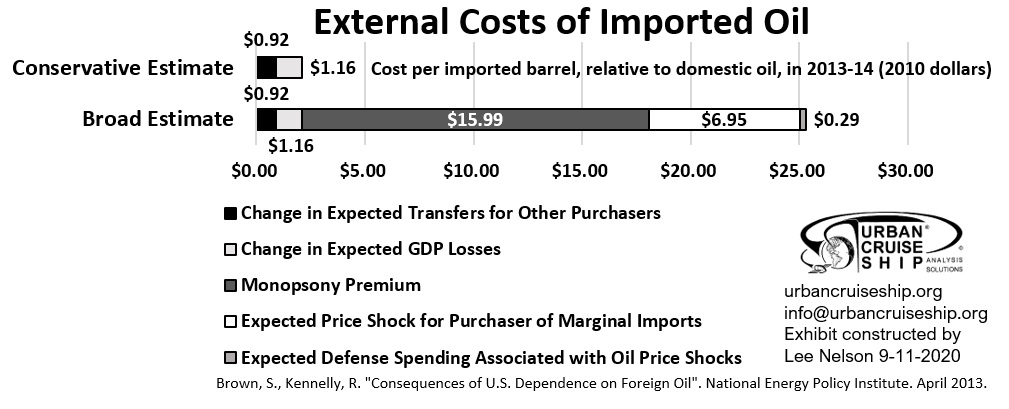 External Costs of Imported Oil
$0.92
Conservative Estimate
$1.16
Cost per imported barrel, relative to domestic oil, in 2013-14 (2010 dollars)
$0.92
Broad Estimate
$15.99
$6.95
$0.29
$1.16
$0.00 $5.00 $10.00 $15.00 $20.00 $25.00 $30.00
Change in Expected Transfers for Other Purchasers
Change in Expected GDP Losses
Monopsony Premium
Expected Price Shock for Purchaser of Marginal Imports
Expected Defense Spending Associated with Oil Price Shocks
URBAN®
CRUISE
SHIP
ANALYSIS
SOLUTIONS
urbancruiseship.org
info@urbancruiseship.org
Exhibit constructed by
Lee Nelson 9-11-2020
Brown, S., Kennelly, R. "Consequences of U.S. Dependence on Foreign Oil". National Energy Policy Institute. April 2013.